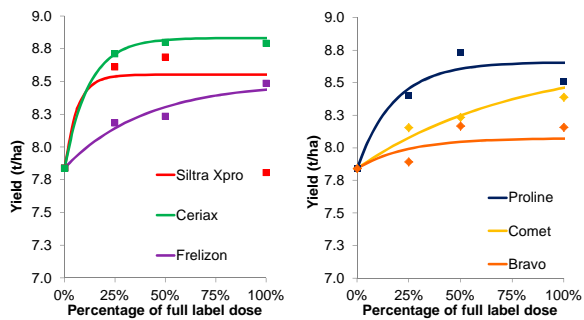 9.0
8.8
8.5
8.3
8.0
7.8
7.5
7.3
7.0
Yield (t/ha)
Siltra Xpro
Ceriax
Frelizon
0% 25% 50% 75% 100%
Percentage of full label dose
9.0
8.8
8.5
8.3
8.0
7.8
7.5
7.3
7.0
Yield (t/ha)
Proline
Comet
Bravo
0% 25% 50% 75% 100%
Percentage of full label dose